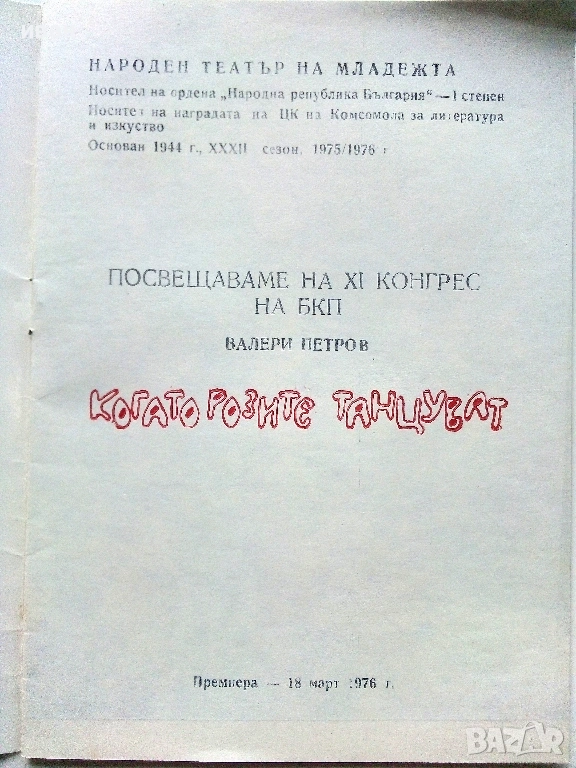 НАРОДЕН ТЕАТЪР НА МЛАДЕЖТА
Носител на ордена „Народна република България“ — I степен
Носител на наградата на ЦК на Комсомола за литература
и изкуство
Основан 1944 г., XXXII сезон, 1975/1976 г
ПОСВЕЩАВАМЕ НА XI КОНГРЕС
НА БКП
ВАЛЕРИ ПЕТРОВ
КОГАТО РОЗИТЕ ТАНЦУВАТ
Премиера — 18 март 1976 г.
BAZAR